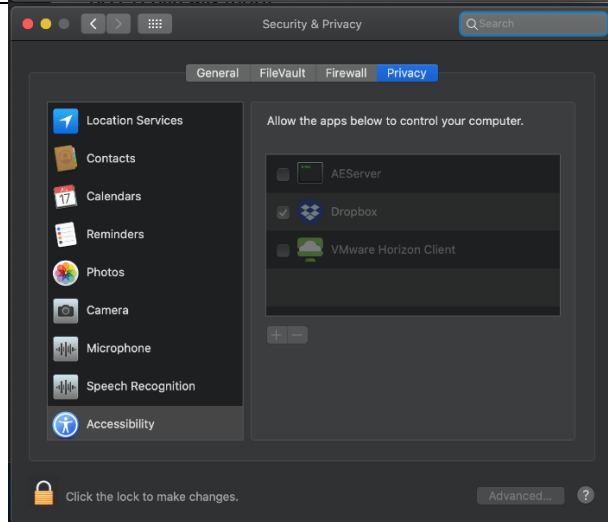 Security & Privacy
Search
General
FileVault
Firewall
Privacy
Location Services
Contacts
JUL
17
Calendars
Reminders
Photos
Camera
Microphone
Speech Recognition
Accessibility
Allow the apps below to control your computer.
AEServer
Dropbox
VMware Horizon Client
+ −
Click the lock to make changes.
Advanced...
?